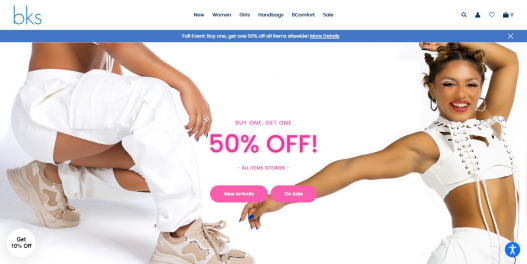 bks
New Women Girls Handbags BComfort Sale
0
Fall Event: Buy one, get one 50% off all items sitewide! More Details
BUY ONE, GET ONE
50% OFF!
- ALL ITEMS SITEWIDE -
New Arrivals On Sale
Get
10% Off